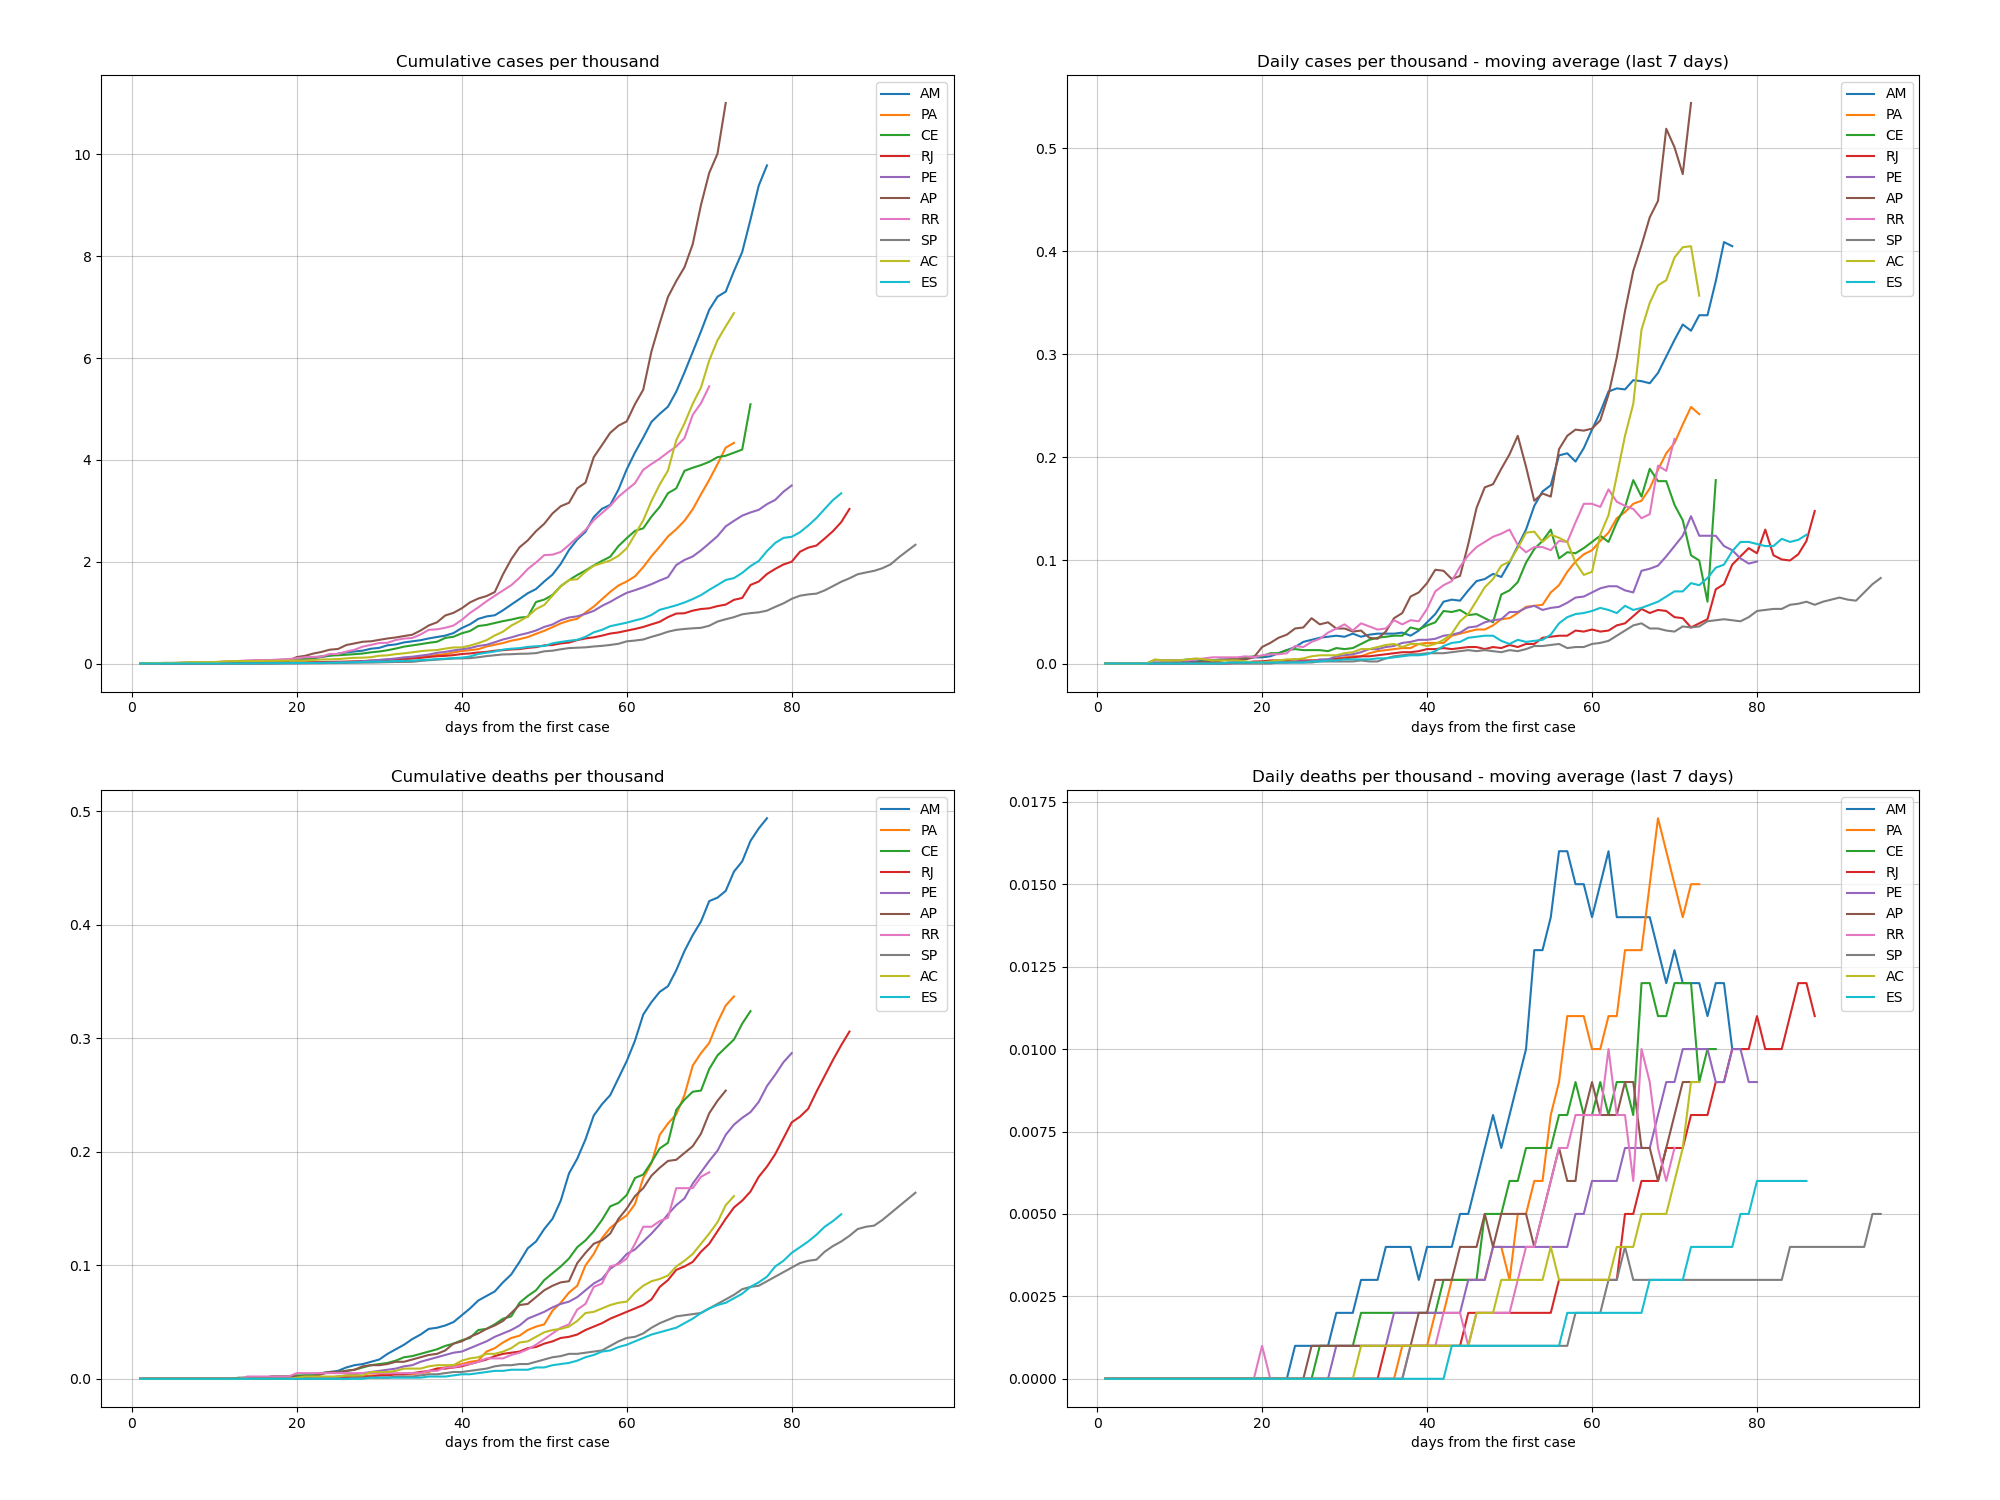 Cumulative cases per thousand
10
8
6
4
2
0
0 20 40 60 80
days from the first case
AM
PA
CE
RJ
PE
AP
RR
SP
AC
ES
Daily cases per thousand - moving average (last 7 days)
0.5
0.4
0.3
0.2
0.1
0.0
0 20 40 60 80
days from the first case
AM
PA
CE
RJ
PE
AP
RR
SP
AC
ES
Cumulative deaths per thousand
0.5
0.4
0.3
0.2
0.1
0.0
0 20 40 60 80
days from the first case
AM
PA
CE
RJ
PE
AP
RR
SP
AC
ES
Daily deaths per thousand - moving average (last 7 days)
0.0175
0.0150
0.0125
0.0100
0.0075
0.0050
0.0025
0.0000
0 20 40 60 80
days from the first case
AM
PA
CE
RJ
PE
AP
RR
SP
AC
ES